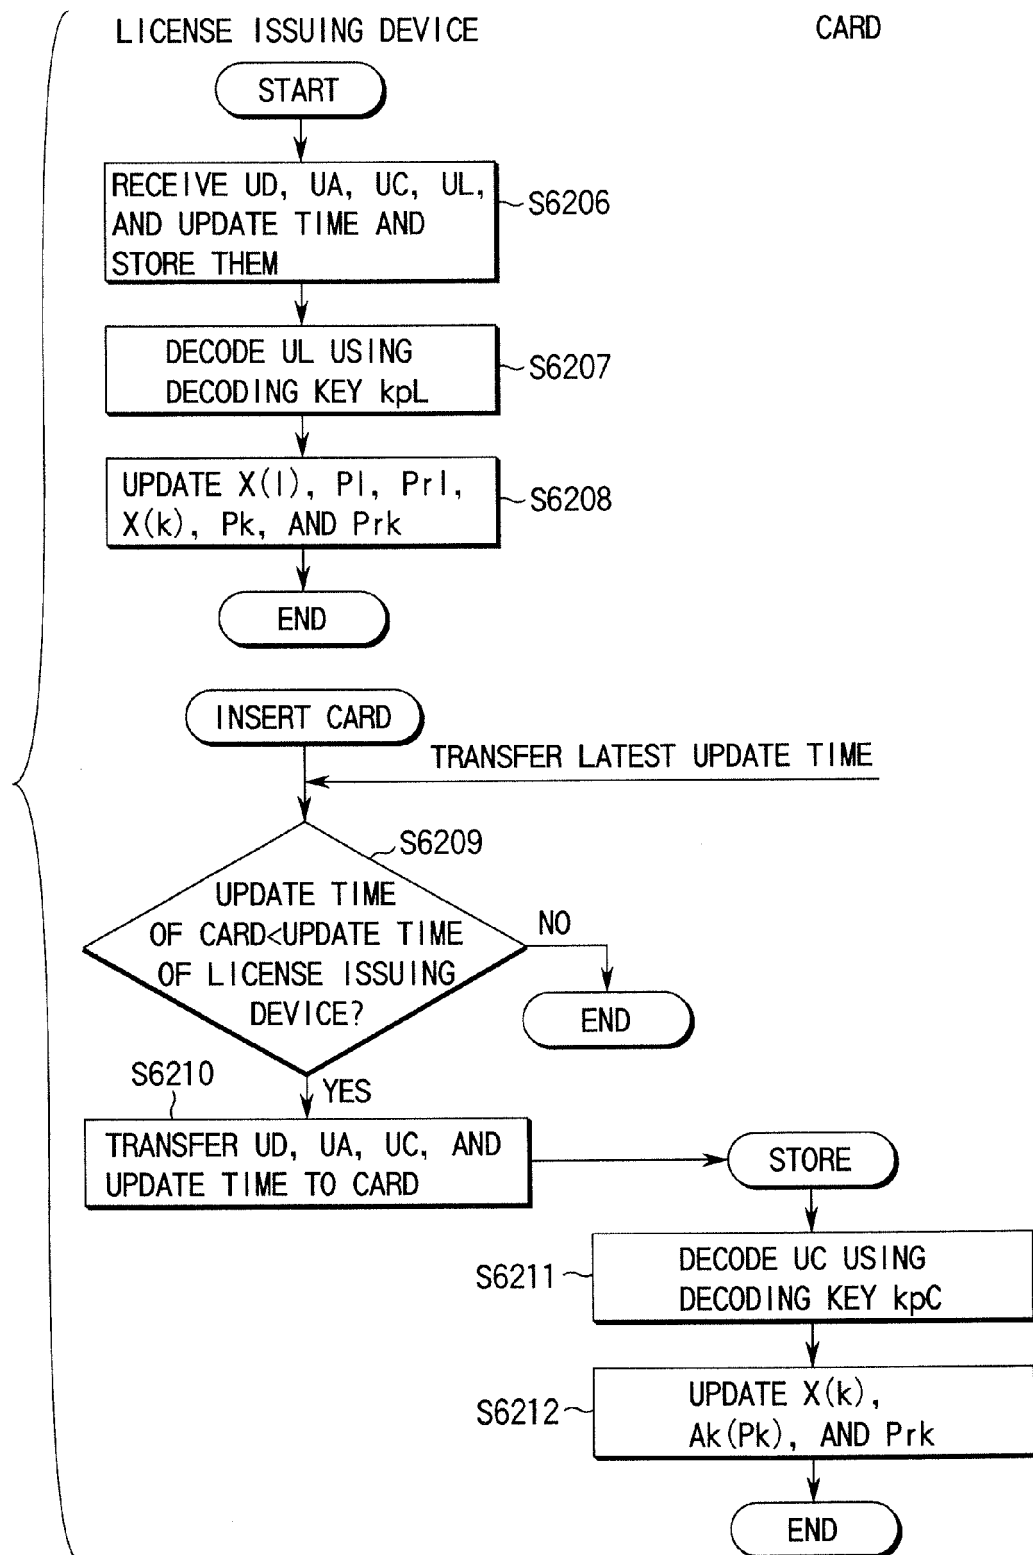 LICENSE ISSUING DEVICE
CARD
START
RECEIVE UD, UA, UC, UL,
AND UPDATE TIME AND
STORE THEM
S6206
DECODE UL USING
DECODING KEY kpL
S6207
UPDATE X(l), Pl, Prl,
X(k), Pk, AND Prk
S6208
END
INSERT CARD
TRANSFER LATEST UPDATE TIME
S6209
UPDATE TIME
OF CARD<UPDATE TIME
OF LICENSE ISSUING
DEVICE?
NO
END
S6210
YES
TRANSFER UD, UA, UC, AND
UPDATE TIME TO CARD
STORE
DECODE UC USING
DECODING KEY kpC
S6211
UPDATE X(k),
Ak(Pk), AND Prk
S6212
END